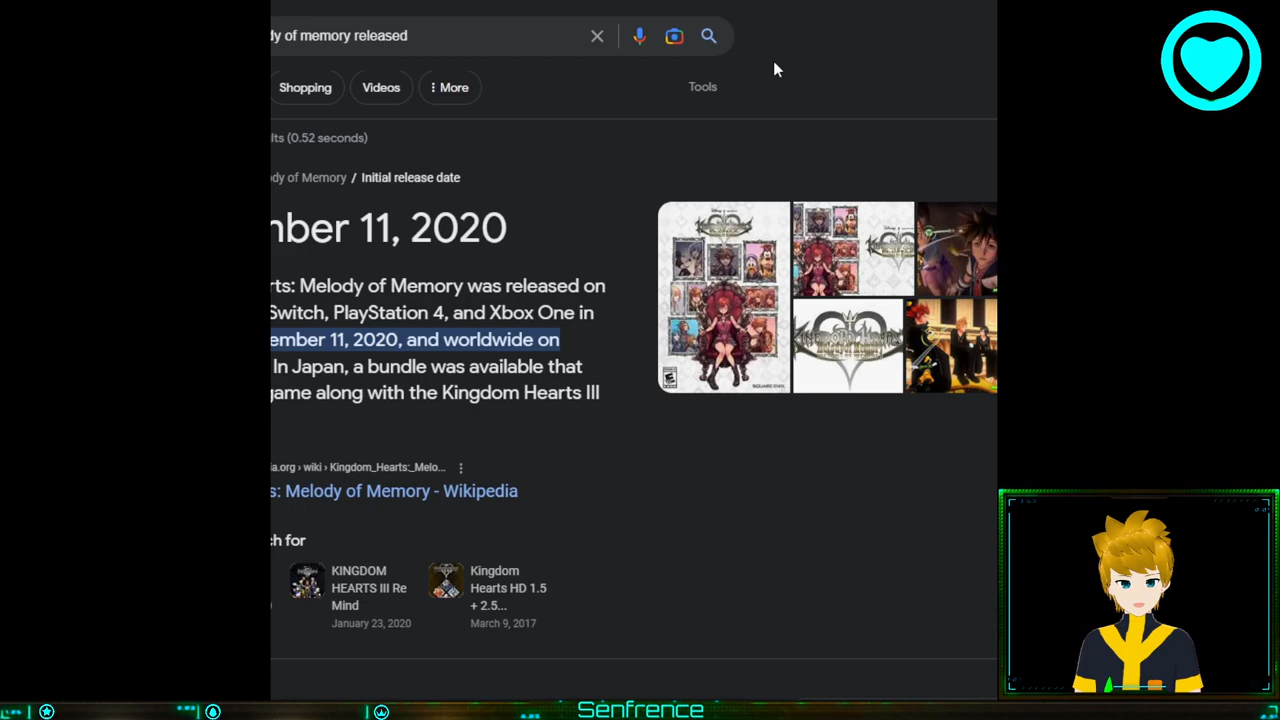 dy of memory released
Shopping
Videos
More
Tools
lts (0.52 seconds)
dy of Memory / Initial release date
nber 11, 2020
rts: Melody of Memory was released on
Switch, PlayStation 4, and Xbox One in
ember 11, 2020, and worldwide on
In Japan, a bundle was available that
game along with the Kingdom Hearts III
ia.org › wiki › Kingdom_Hearts:_Melo...
s: Melody of Memory - Wikipedia
ch for
KINGDOM
HEARTS III Re
Mind
January 23, 2020
Kingdom
Hearts HD 1.5
+ 2.5...
March 9, 2017
SQUARE ENIX
Senfrence